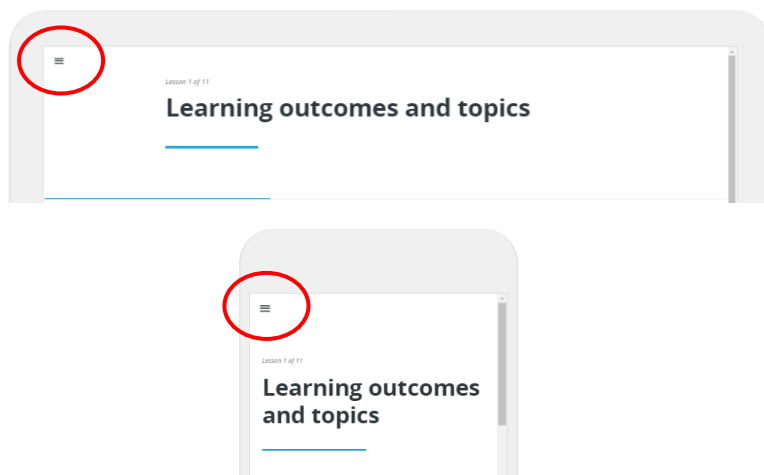 Lesson 1 of 11
Learning outcomes and topics
Lesson 1 of 11
Learning outcomes
and topics